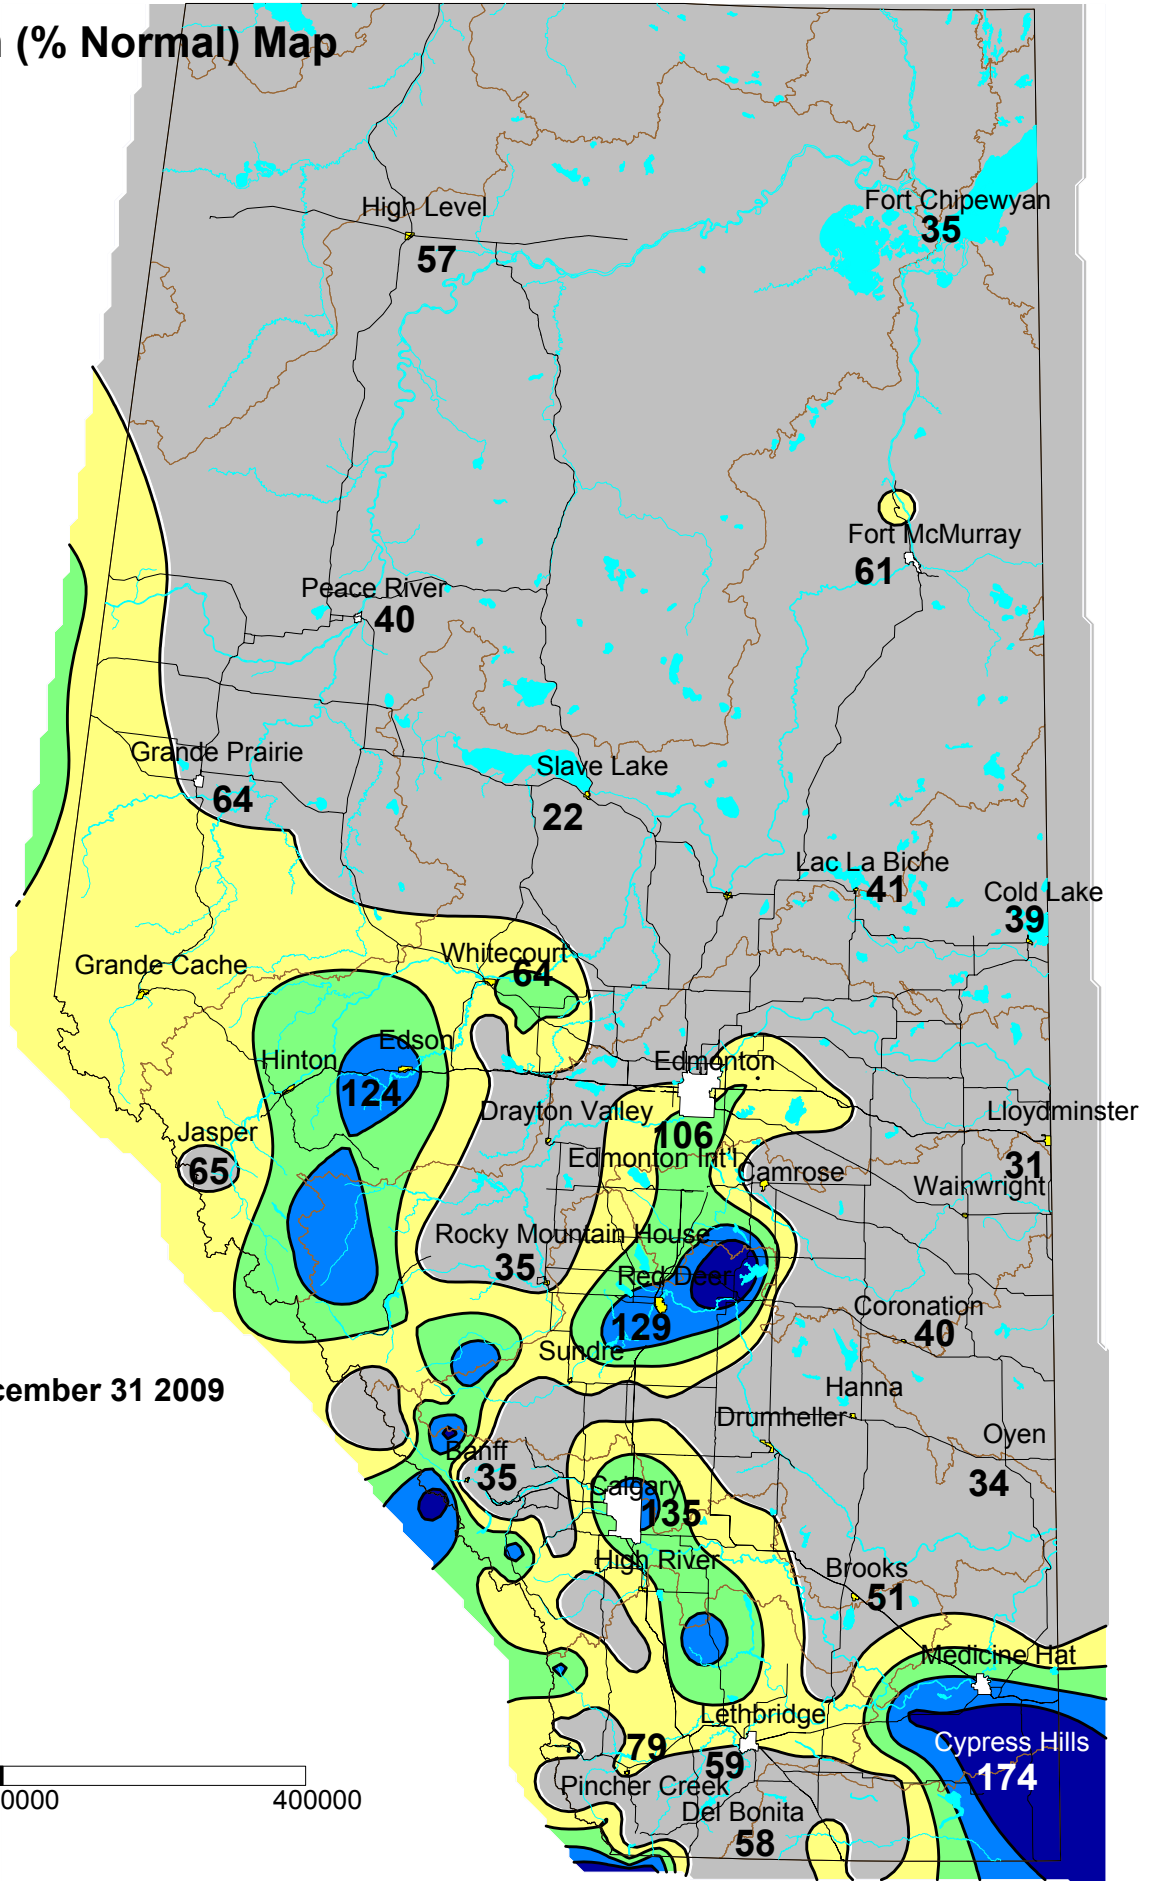 (% Normal) Map
High Level
57
Fort Chipewyan
35
Fort McMurray
61
Peace River
40
Grande Prairie
64
Slave Lake
22
Lac La Biche
41
Cold Lake
39
Whitecourt
64
Grande Cache
Edson
Hinton
124
Edmonton
Drayton Valley
106
Edmonton Int'l
Lloydminster
31
Jasper
65
Camrose
Wainwright
Rocky Mountain House
35
Red Deer
129
Coronation
40
Sundre
cember 31 2009
Hanna
Drumheller
Oyen
34
Banff
35
Calgary
135
High River
Brooks
51
Medicine Hat
Lethbridge
59
79
Pincher Creek
Cypress Hills
174
Del Bonita
58
0000
400000